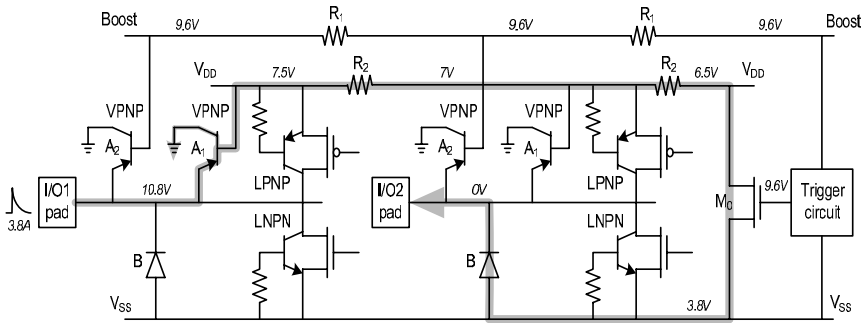 Boost 9.6V R1 9.6V R1 9.6V Boost
VDD 7.5V R2 7V R2 6.5V VDD
VPNP VPNP VPNP VPNP
A2 A1 A2 A1
LPNP LPNP
I/O1 pad 10.8V I/O2 pad 0V M0 9.6V Trigger circuit
3.8A LNPN LNPN
B B
VSS 3.8V VSS